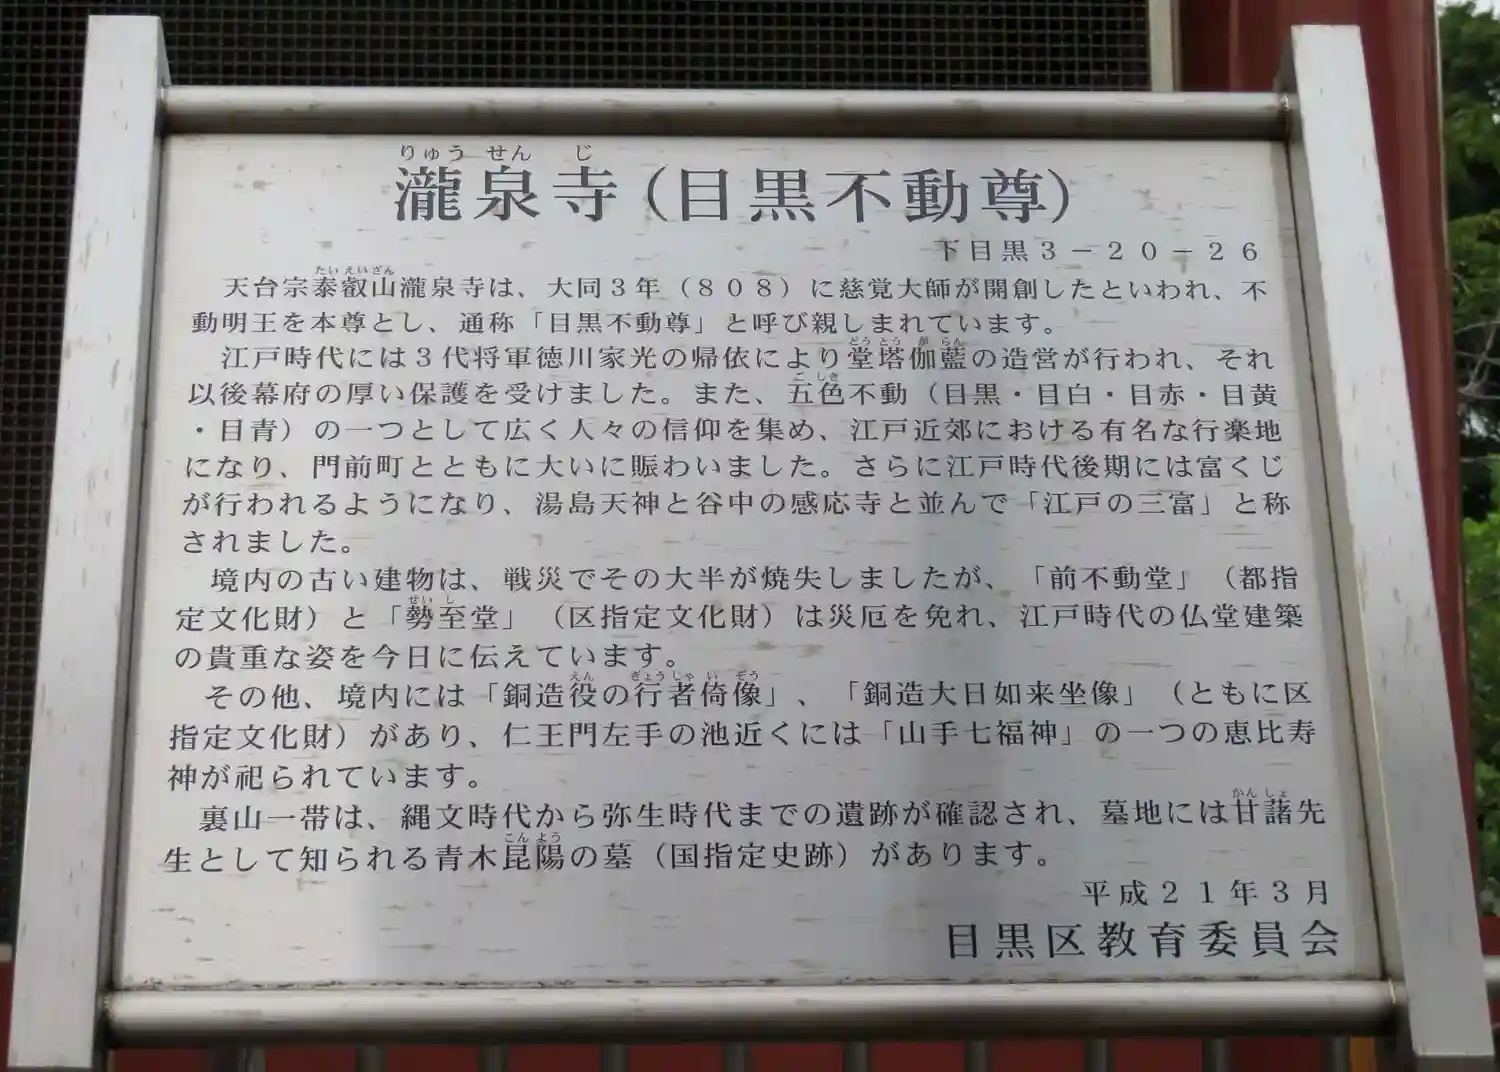 りゅう せん じ
瀧泉寺(目黒不動尊)
下目黒3－20－26
たいえいざん
天台宗泰叡山瀧泉寺は、大同3年（808）に慈覚大師が開創したといわれ、不
動明王を本尊とし、通称「目黒不動尊」と呼び親しまれています。
どう とう が らん
江戸時代には3代将軍徳川家光の帰依により堂塔伽藍の造営が行われ、それ
ご しき
以後幕府の厚い保護を受けました。また、五色不動（目黒・目白・目赤・目黄
・目青）の一つとして広く人々の信仰を集め、江戸近郊における有名な行楽地
になり、門前町とともに大いに賑わいました。さらに江戸時代後期には富くじ
が行われるようになり、湯島天神と谷中の感応寺と並んで「江戸の三富」と称
されました。
境内の古い建物は、戦災でその大半が焼失しましたが、「前不動堂」（都指
せい し
定文化財）と「勢至堂」（区指定文化財）は災厄を免れ、江戸時代の仏堂建築
の貴重な姿を今日に伝えています。
えん ぎょう じゃ い ぞう
その他、境内には「銅造役の行者倚像」、「銅造大日如来坐像」（ともに区
指定文化財）があり、仁王門左手の池近くには「山手七福神」の一つの恵比寿
神が祀られています。
かん しょ
裏山一帯は、縄文時代から弥生時代までの遺跡が確認され、墓地には甘藷先
こん よう
生として知られる青木昆陽の墓（国指定史跡）があります。
平成21年3月
目黒区教育委員会